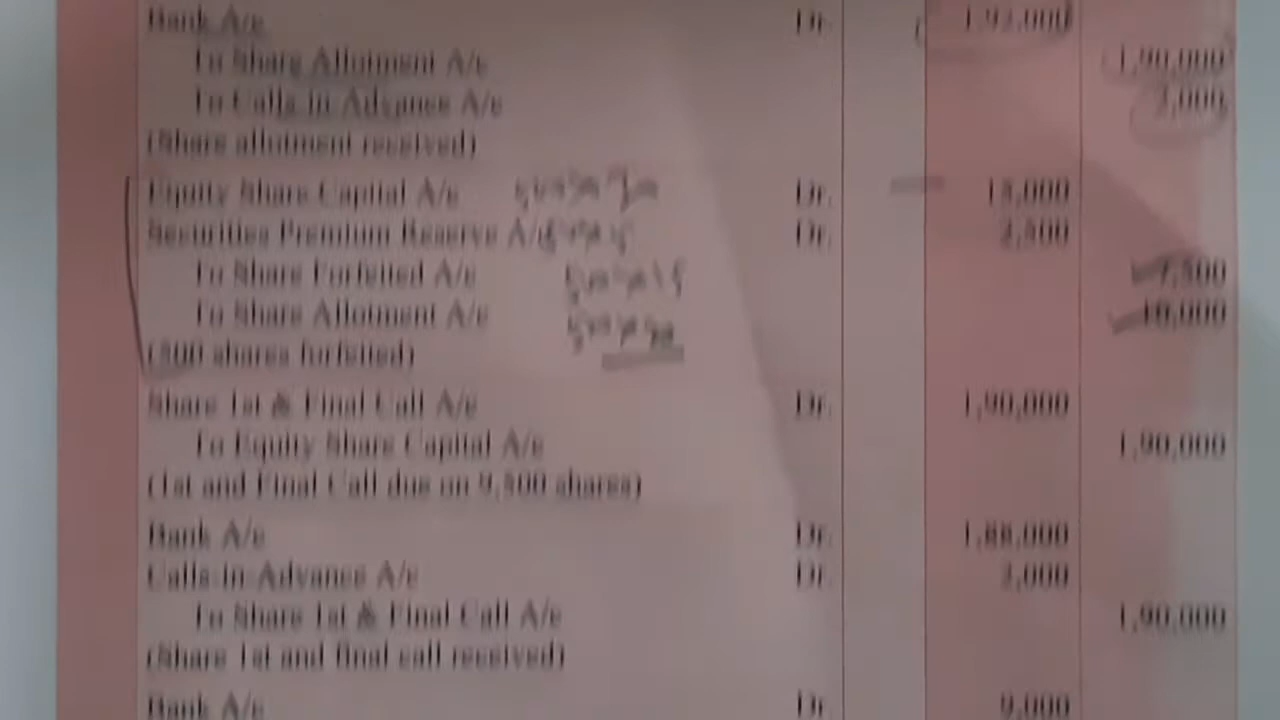 Bank A/c Dr. 1,92,000
To Share Allotment A/c 1,90,000
To Calls-in-Advance A/c 2,000
(Share allotment received)
Equity Share Capital A/c Dr. 15,000
Securities Premium Reserve A/c Dr. 2,500
To Share Forfeited A/c 7,500
To Share Allotment A/c 10,000
(500 shares forfeited)
Share 1st & Final Call A/c Dr. 1,90,000
To Equity Share Capital A/c 1,90,000
(1st and Final Call due on 9,500 shares)
Bank A/c Dr. 1,88,000
Calls-in-Advance A/c Dr. 2,000
To Share 1st & Final Call A/c 1,90,000
(Share 1st and final call received)
Bank A/c Dr. 9,000